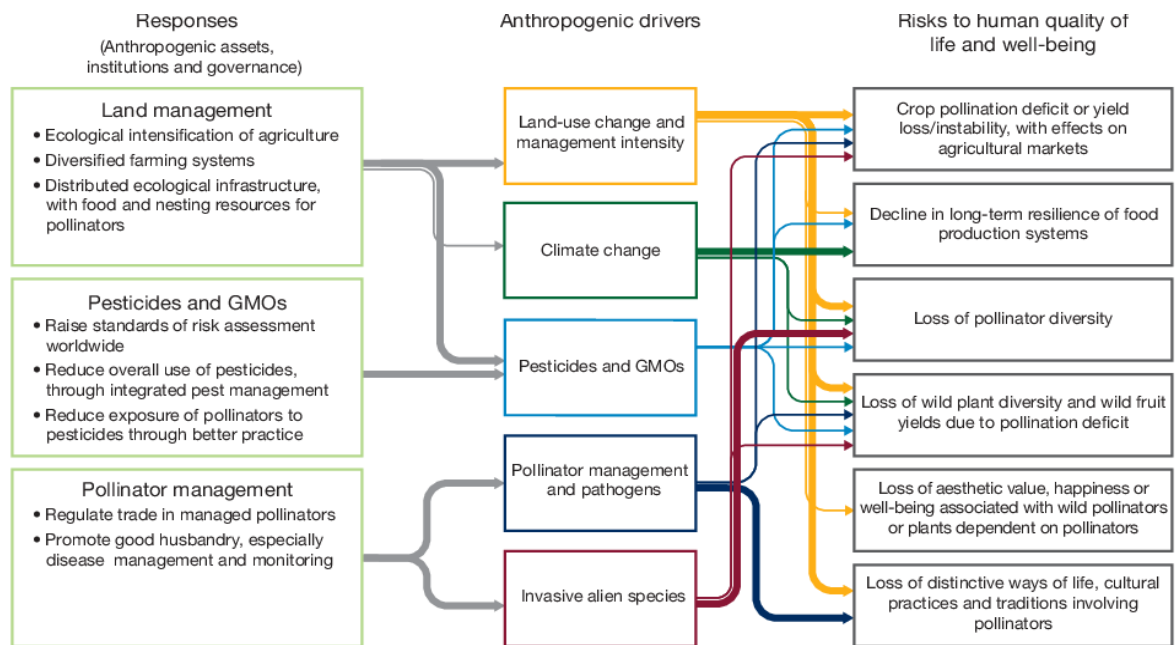 Responses
(Anthropogenic assets,
institutions and governance)
Land management
• Ecological intensification of agriculture
• Diversified farming systems
• Distributed ecological infrastructure,
with food and nesting resources for
pollinators
Pesticides and GMOs
• Raise standards of risk assessment
worldwide
• Reduce overall use of pesticides,
through integrated pest management
• Reduce exposure of pollinators to
pesticides through better practice
Pollinator management
• Regulate trade in managed pollinators
• Promote good husbandry, especially
disease management and monitoring
Anthropogenic drivers
Land-use change and
management intensity
Climate change
Pesticides and GMOs
Pollinator management
and pathogens
Invasive alien species
Risks to human quality of
life and well-being
Crop pollination deficit or yield
loss/instability, with effects on
agricultural markets
Decline in long-term resilience of food
production systems
Loss of pollinator diversity
Loss of wild plant diversity and wild fruit
yields due to pollination deficit
Loss of aesthetic value, happiness or
well-being associated with wild pollinators
or plants dependent on pollinators
Loss of distinctive ways of life, cultural
practices and traditions involving
pollinators